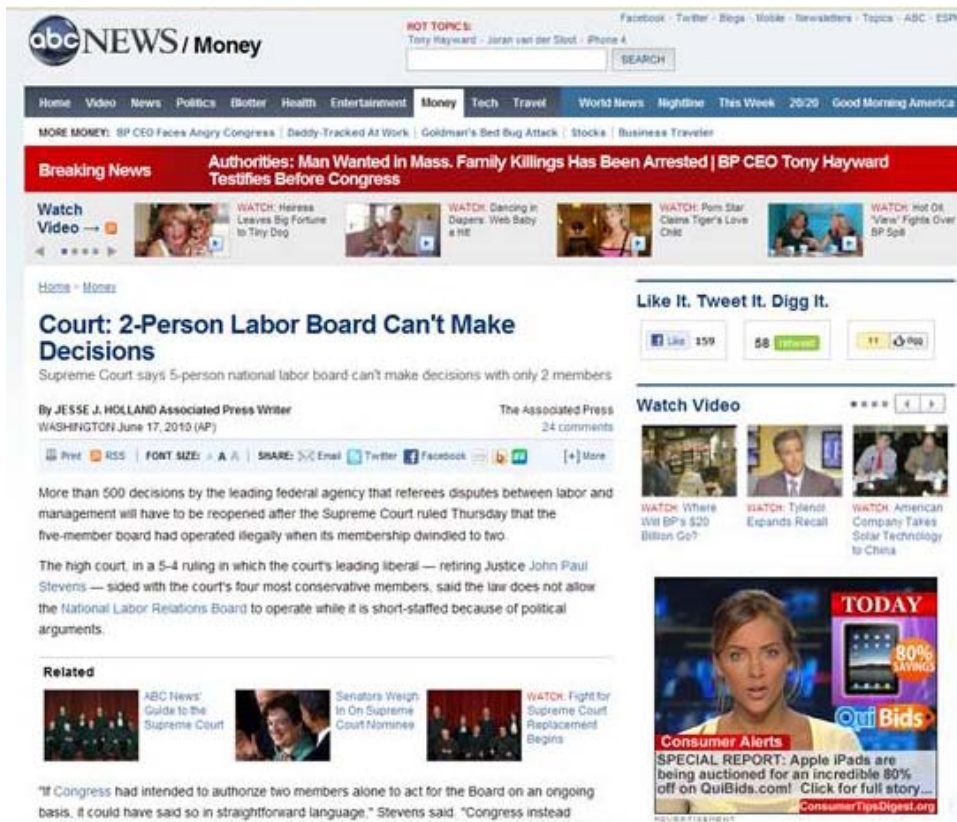 abc NEWS / Money
Facebook - Twitter - Blogs - Mobile - Newsletters - Topics - ABC - ESPN
HOT TOPICS:
Tony Hayward - Joran van der Sloot - iPhone 4
SEARCH
Home Video News Politics Blotter Health Entertainment Money Tech Travel World News Nightline This Week 20/20 Good Morning America
MORE MONEY: BP CEO Faces Angry Congress | Daddy-Tracked At Work | Goldman's Bed Bug Attack | Stocks | Business Traveler
Breaking News
Authorities: Man Wanted in Mass. Family Killings Has Been Arrested | BP CEO Tony Hayward
Testifies Before Congress
Watch
Video →
WATCH: Heiress
Leaves Big Fortune
to Tiny Dog
WATCH: Dancing in
Diapers: Web Baby
a Hit!
WATCH: Porn Star
Claims Tiger's Love
Child
WATCH: Hot Oil:
'View' Fights Over
BP Spill
Home > Money
Court: 2-Person Labor Board Can't Make
Decisions
Supreme Court says 5-person national labor board can't make decisions with only 2 members
By JESSE J. HOLLAND Associated Press Writer
WASHINGTON June 17, 2010 (AP)
The Associated Press
24 comments
Print RSS | FONT SIZE: A A A | SHARE: Email Twitter Facebook [+] More
More than 500 decisions by the leading federal agency that referees disputes between labor and
management will have to be reopened after the Supreme Court ruled Thursday that the
five-member board had operated illegally when its membership dwindled to two.
The high court, in a 5-4 ruling in which the court's leading liberal — retiring Justice John Paul
Stevens — sided with the court's four most conservative members, said the law does not allow
the National Labor Relations Board to operate while it is short-staffed because of political
arguments.
Related
ABC News'
Guide to the
Supreme Court
Senators Weigh
In On Supreme
Court Nominee
WATCH: Fight for
Supreme Court
Replacement
Begins
"If Congress had intended to authorize two members alone to act for the Board on an ongoing
basis, it could have said so in straightforward language," Stevens said. "Congress instead
Like It. Tweet It. Digg It.
Like 159
58 retweet
11 digg
Watch Video
WATCH: Where
Will BP's $20
Billion Go?
WATCH: Tylenol
Expands Recall
WATCH: American
Company Takes
Solar Technology
to China
TODAY
80%
SAVINGS
QuiBids
Consumer Alerts
SPECIAL REPORT: Apple iPads are
being auctioned for an incredible 80%
off on QuiBids.com! Click for full story...
ConsumerTipsDigest.org
ADVERTISEMENT